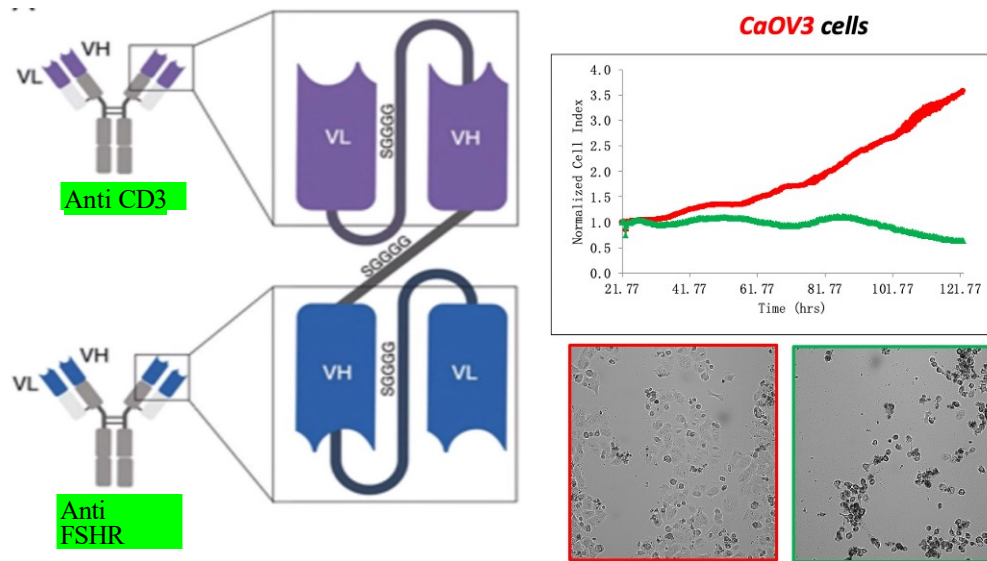 VH
VL
Anti CD3
VL
SGGGG
VH
SGGGG
VH
VL
Anti
FSHR
VH
SGGGG
VL
CaOV3 cells
Normalized Cell Index
4.0
3.5
3.0
2.5
2.0
1.5
1.0
0.5
0.0
21.77 41.77 61.77 81.77 101.77 121.77
Time (hrs)